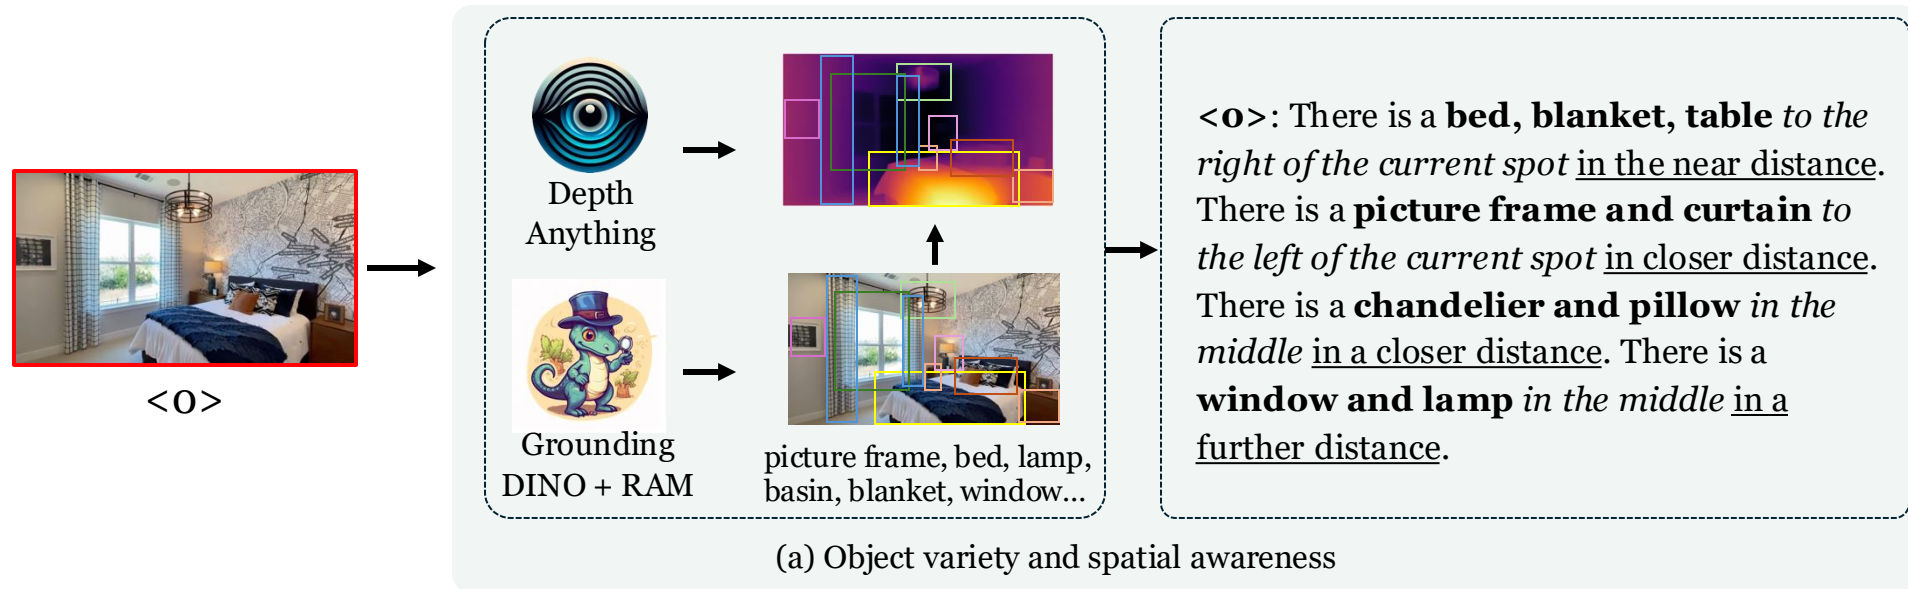 <o>
Depth
Anything
Grounding
DINO + RAM
picture frame, bed, lamp,
basin, blanket, window...
<o>: There is a bed, blanket, table to the
right of the current spot in the near distance.
There is a picture frame and curtain to
the left of the current spot in closer distance.
There is a chandelier and pillow in the
middle in a closer distance. There is a
window and lamp in the middle in a
further distance.
(a) Object variety and spatial awareness